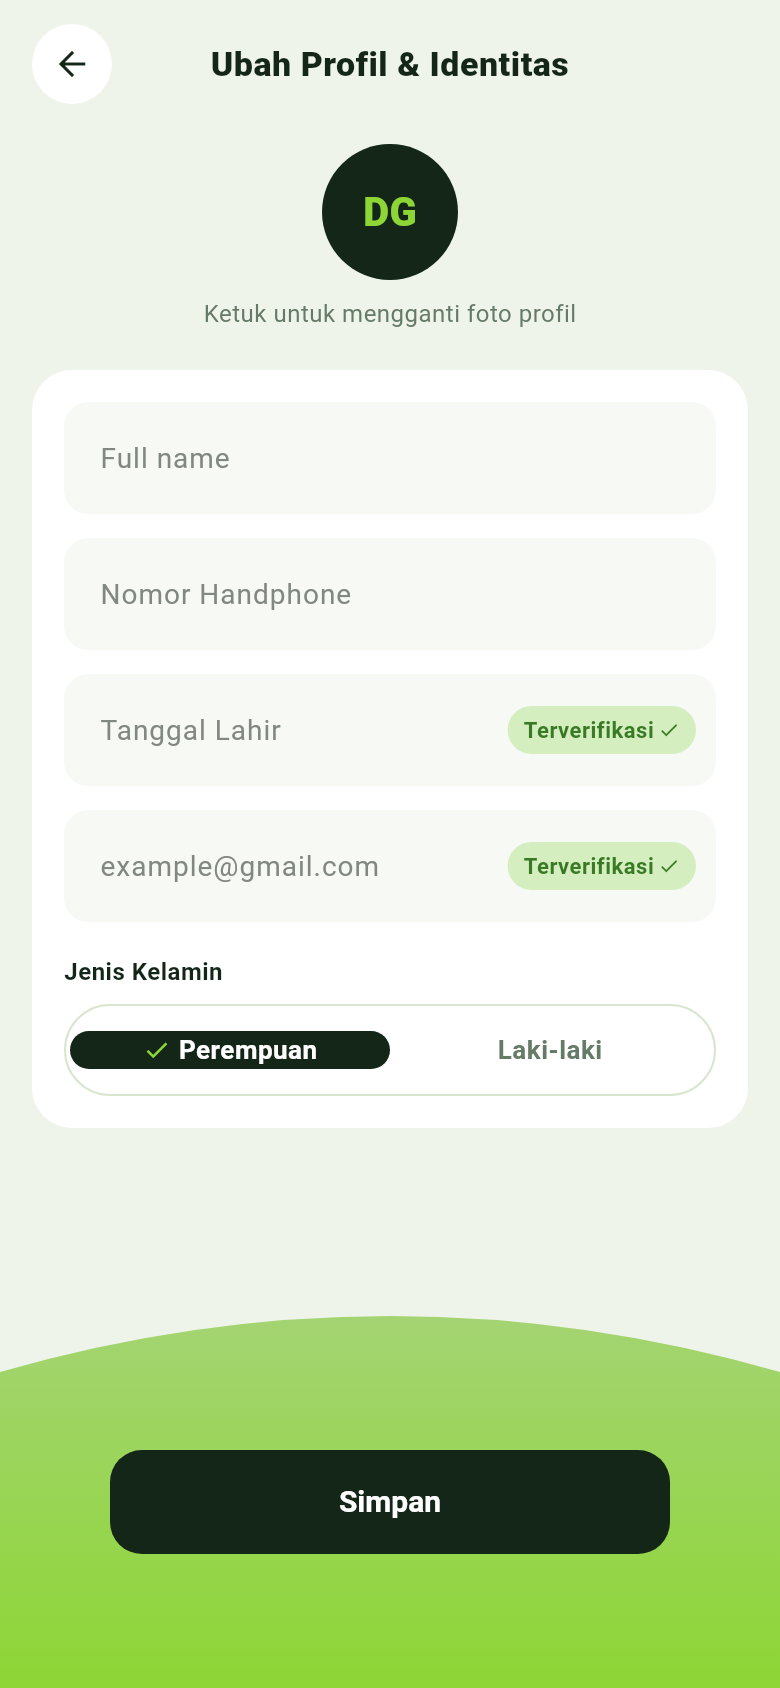 Ubah Profil & Identitas
DG
Ketuk untuk mengganti foto profil
Full name
Nomor Handphone
Tanggal Lahir
Terverifikasi ✓
example@gmail.com
Terverifikasi ✓
Jenis Kelamin
✓ Perempuan
Laki-laki
Simpan